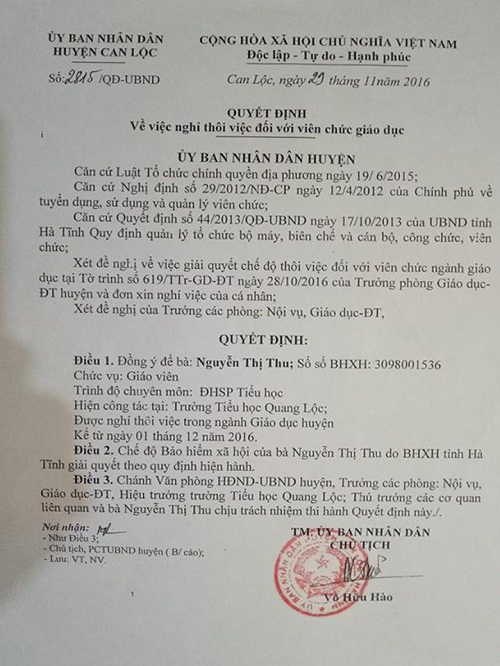 ỦY BAN NHÂN DÂN
HUYỆN CAN LỘC
CỘNG HÒA XÃ HỘI CHỦ NGHĨA VIỆT NAM
Độc lập - Tự do - Hạnh phúc
Số: 2815/QĐ-UBND
Can Lộc, ngày 29 tháng 11 năm 2016
QUYẾT ĐỊNH
Về việc nghỉ thôi việc đối với viên chức giáo dục
ỦY BAN NHÂN DÂN HUYỆN
Căn cứ Luật Tổ chức chính quyền địa phương ngày 19/ 6/2015;
Căn cứ Nghị định số 29/2012/NĐ-CP ngày 12/4/2012 của Chính phủ về
tuyển dụng, sử dụng và quản lý viên chức;
Căn cứ Quyết định số 44/2013/QĐ-UBND ngày 17/10/2013 của UBND tỉnh
Hà Tĩnh Quy định quản lý tổ chức bộ máy, biên chế và cán bộ, công chức, viên
chức;
Xét đề nghị về việc giải quyết chế độ thôi việc đối với viên chức ngành giáo
dục tại Tờ trình số 619/TTr-GD-ĐT ngày 28/10/2016 của Trưởng phòng Giáo dục-
ĐT huyện và đơn xin nghỉ việc của cá nhân;
Xét đề nghị của Trưởng các phòng: Nội vụ, Giáo dục-ĐT,
QUYẾT ĐỊNH:
Điều 1. Đồng ý để bà: Nguyễn Thị Thu; Số sổ BHXH: 3098001536
Chức vụ: Giáo viên
Trình độ chuyên môn: ĐHSP Tiểu học
Hiện công tác tại: Trường Tiểu học Quang Lộc;
Được nghỉ thôi việc trong ngành Giáo dục huyện
Kể từ ngày 01 tháng 12 năm 2016.
Điều 2. Chế độ Bảo hiểm xã hội của bà Nguyễn Thị Thu do BHXH tỉnh Hà
Tĩnh giải quyết theo quy định hiện hành.
Điều 3. Chánh Văn phòng HĐND-UBND huyện, Trưởng các phòng: Nội vụ,
Giáo dục-ĐT, Hiệu trưởng trường Tiểu học Quang Lộc; Thủ trưởng các cơ quan
liên quan và bà Nguyễn Thị Thu chịu trách nhiệm thi hành Quyết định này./.
Nơi nhận:
- Như Điều 3;
- Chủ tịch, PCTUBND huyện ( B/ cáo);
- Lưu: VT, NV.
TM. ỦY BAN NHÂN DÂN
CHỦ TỊCH
Võ Hữu Hào